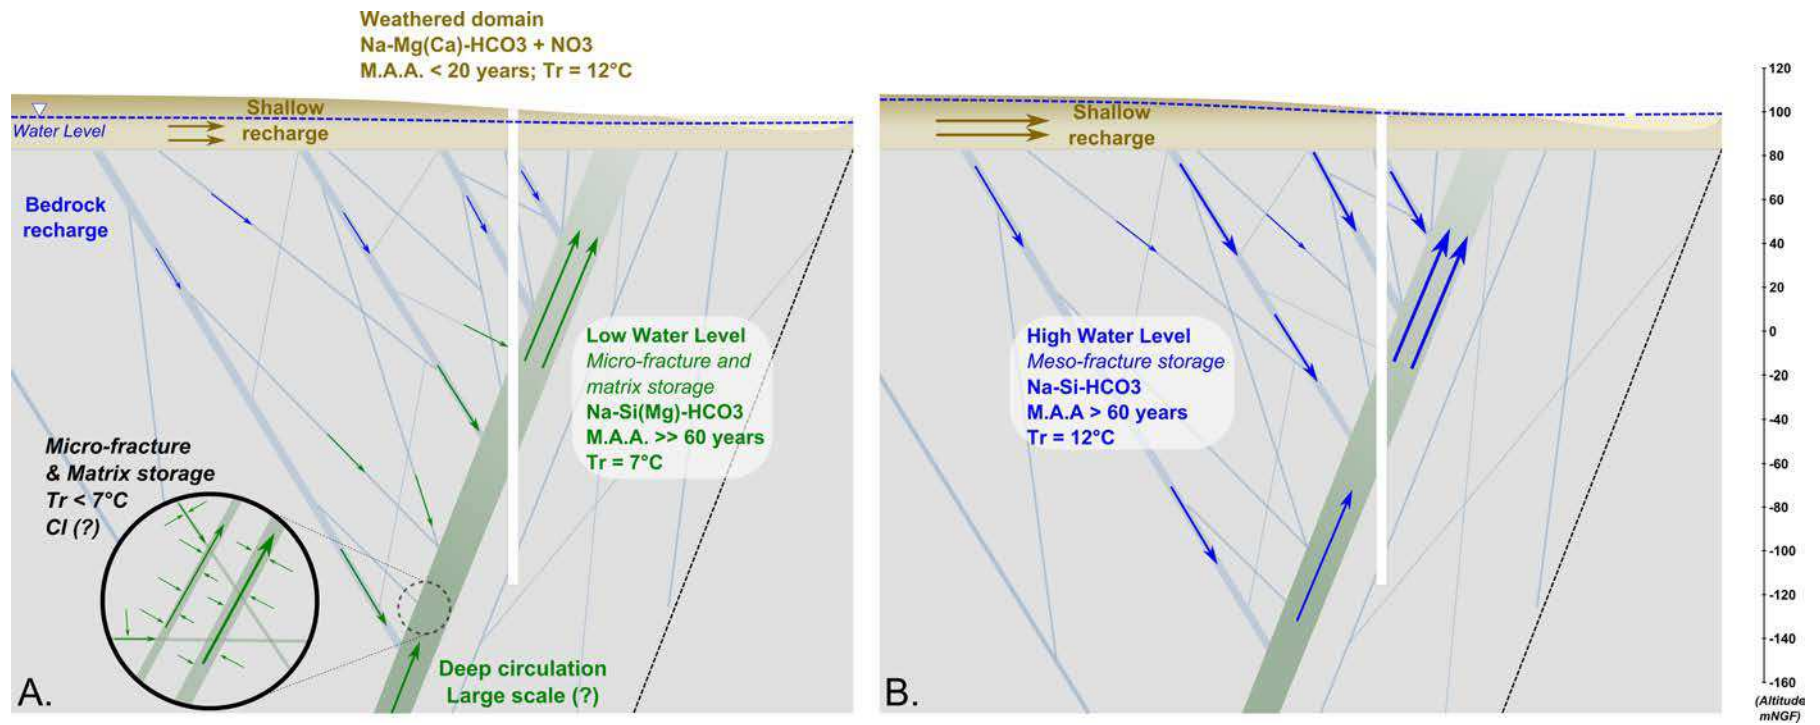 Weathered domain
Na-Mg(Ca)-HCO3 + NO3
M.A.A. < 20 years; Tr = 12°C
Shallow
recharge
Water Level
Bedrock
recharge
Low Water Level
Micro-fracture and
matrix storage
Na-Si(Mg)-HCO3
M.A.A. >> 60 years
Tr = 7°C
Micro-fracture
& Matrix storage
Tr < 7°C
Cl (?)
Deep circulation
Large scale (?)
A.
Shallow
recharge
High Water Level
Meso-fracture storage
Na-Si-HCO3
M.A.A > 60 years
Tr = 12°C
B.
120
100
80
60
40
20
0
-20
-40
-60
-80
-100
-120
-140
-160
(Altitude
mNGF)